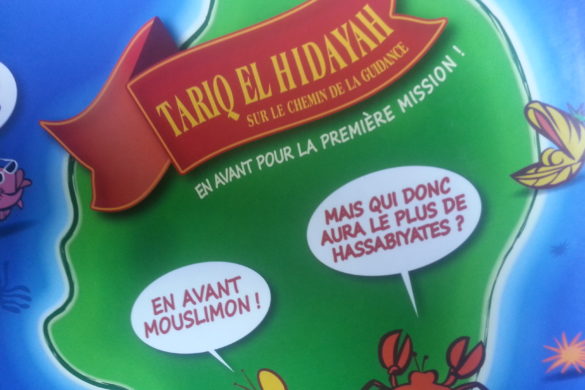 TARIQ EL HIDAYAH
SUR LE CHEMIN DE LA GUIDANCE
EN AVANT POUR LA PREMIÈRE MISSION !
MAIS QUI DONC
AURA LE PLUS DE
HASSABIYATES ?
EN AVANT
MOUSLIMON !